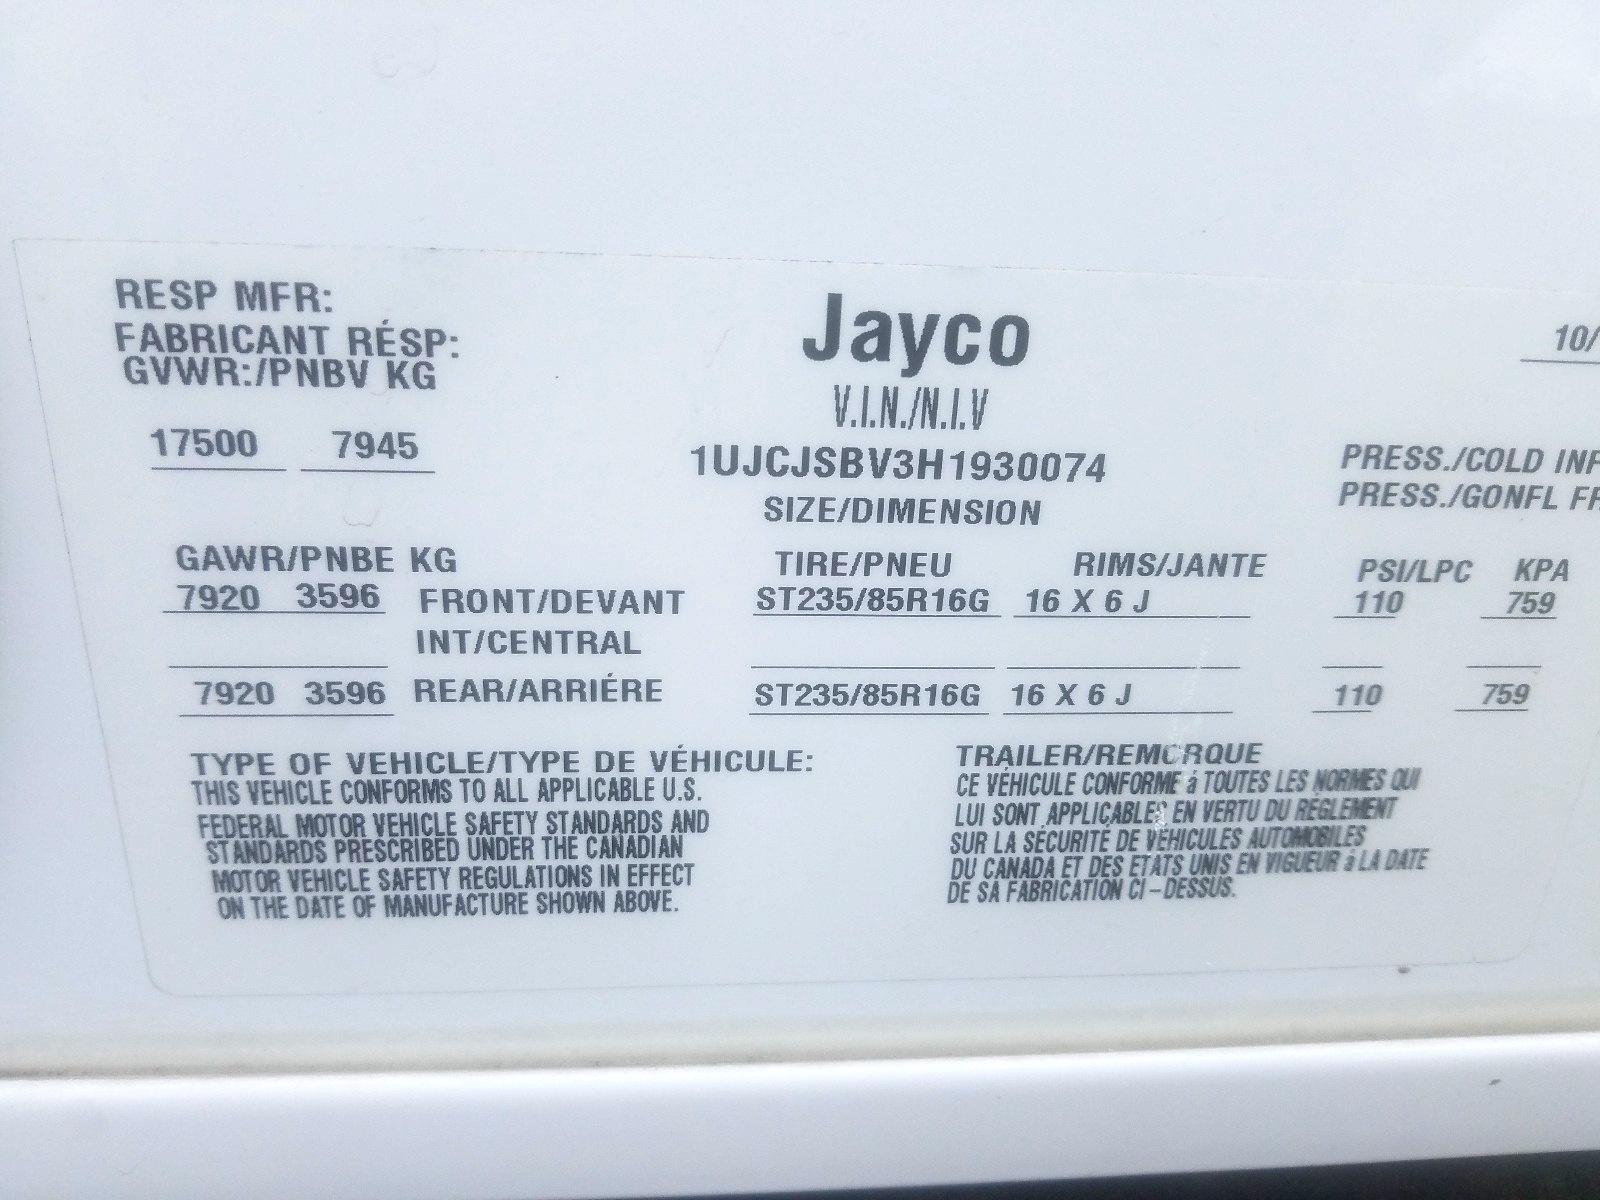 RESP MFR:
FABRICANT RÉSP:
GVWR:/PNBV KG
17500 7945
Jayco
V.I.N./N.I.V
1UJCJSBV3H1930074
SIZE/DIMENSION
10/
PRESS./COLD INF
PRESS./GONFL FR
GAWR/PNBE KG TIRE/PNEU RIMS/JANTE PSI/LPC KPA
7920 3596 FRONT/DEVANT ST235/85R16G 16 X 6 J 110 759
INT/CENTRAL
7920 3596 REAR/ARRIÉRE ST235/85R16G 16 X 6 J 110 759
TYPE OF VEHICLE/TYPE DE VÉHICULE:
THIS VEHICLE CONFORMS TO ALL APPLICABLE U.S.
FEDERAL MOTOR VEHICLE SAFETY STANDARDS AND
STANDARDS PRESCRIBED UNDER THE CANADIAN
MOTOR VEHICLE SAFETY REGULATIONS IN EFFECT
ON THE DATE OF MANUFACTURE SHOWN ABOVE.
TRAILER/REMORQUE
CE VÉHICULE CONFORME á TOUTES LES NORMES QUI
LUI SONT APPLICABLES EN VERTU DU RÉGLEMENT
SUR LA SÉCURITÉ DE VÉHICULES AUTOMOBILES
DU CANADA ET DES ETATS UNIS EN VIGUEUR á LA DATE
DE SA FABRICATION CI-DESSUS.